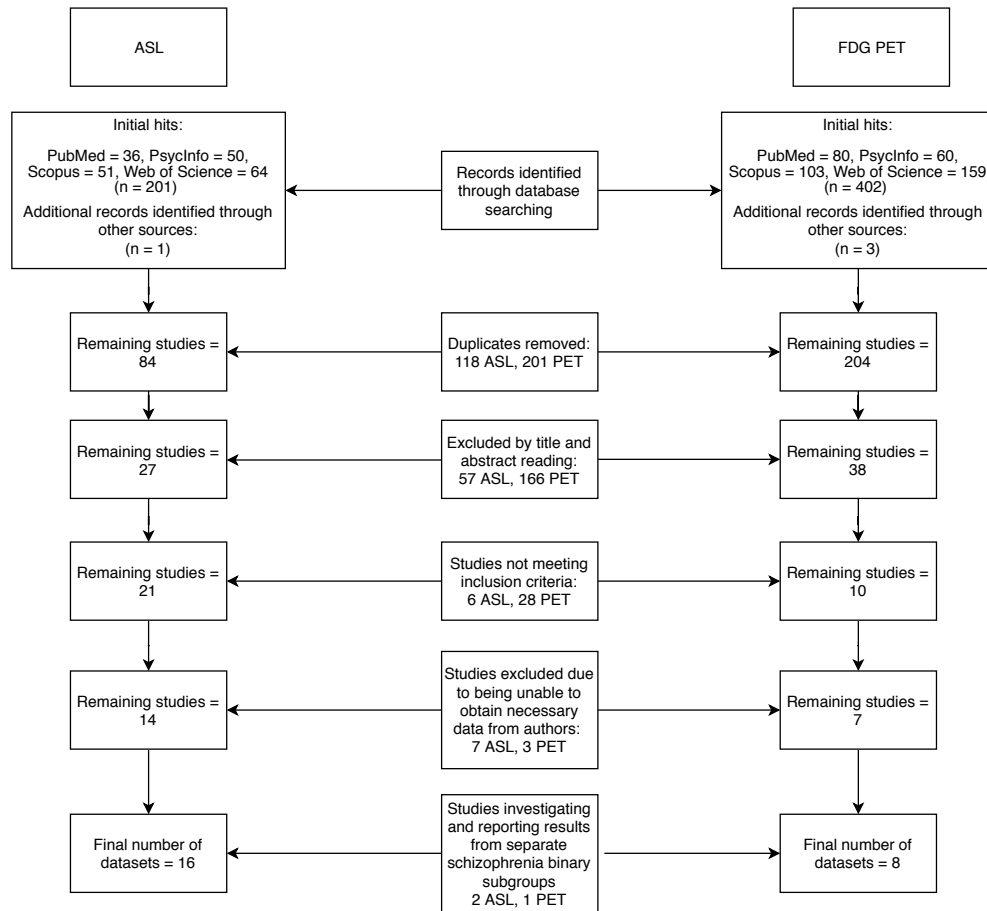 ASL
FDG PET
Initial hits:
PubMed = 36, PsycInfo = 50,
Scopus = 51, Web of Science = 64
(n = 201)
Additional records identified through
other sources:
(n = 1)
Records identified
through database
searching
Initial hits:
PubMed = 80, PsycInfo = 60,
Scopus = 103, Web of Science = 159
(n = 402)
Additional records identified through
other sources:
(n = 3)
Remaining studies =
84
Duplicates removed:
118 ASL, 201 PET
Remaining studies =
204
Remaining studies =
27
Excluded by title and
abstract reading:
57 ASL, 166 PET
Remaining studies =
38
Remaining studies =
21
Studies not meeting
inclusion criteria:
6 ASL, 28 PET
Remaining studies =
10
Remaining studies =
14
Studies excluded due
to being unable to
obtain necessary
data from authors:
7 ASL, 3 PET
Remaining studies =
7
Final number of
datasets = 16
Studies investigating
and reporting results
from separate
schizophrenia binary
subgroups
2 ASL, 1 PET
Final number of
datasets = 8